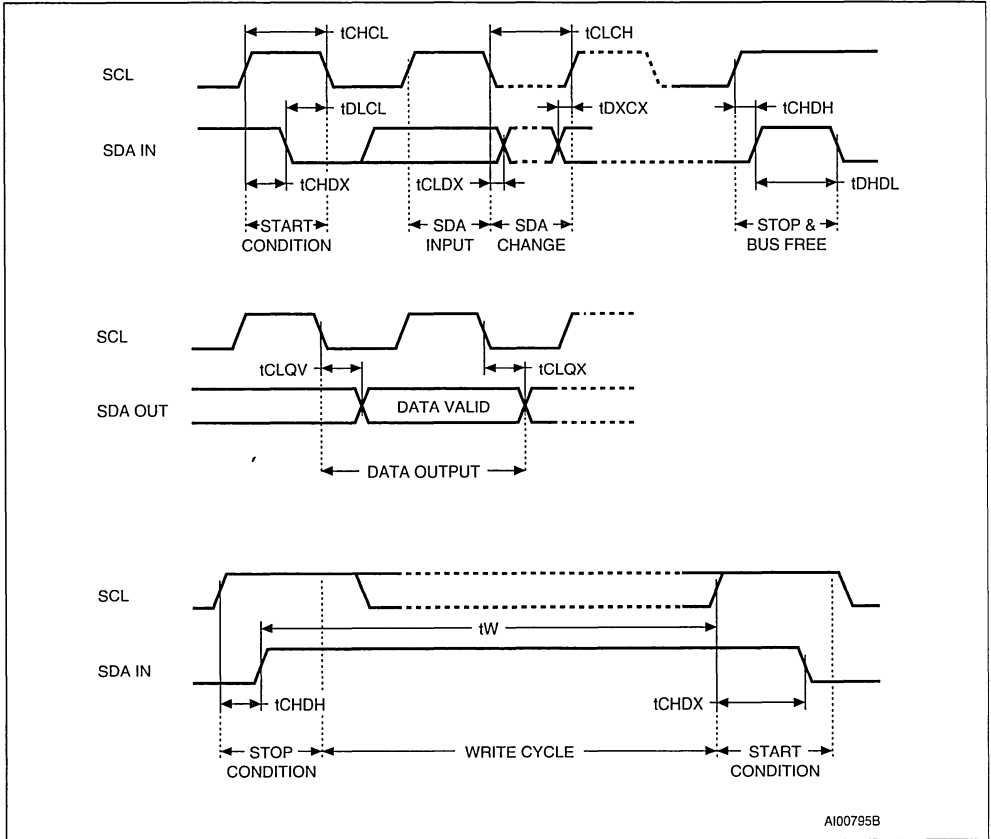 tCHCL
tCLCH
SCL
tDLCL
tDXCX
tCHDH
SDA IN
tCHDX
tCLDX
tDHDL
START
CONDITION
SDA
INPUT
SDA
CHANGE
STOP &
BUS FREE
SCL
tCLQV
tCLQX
SDA OUT
DATA VALID
DATA OUTPUT
SCL
tW
SDA IN
tCHDH
tCHDX
STOP
CONDITION
WRITE CYCLE
START
CONDITION
AI00795B